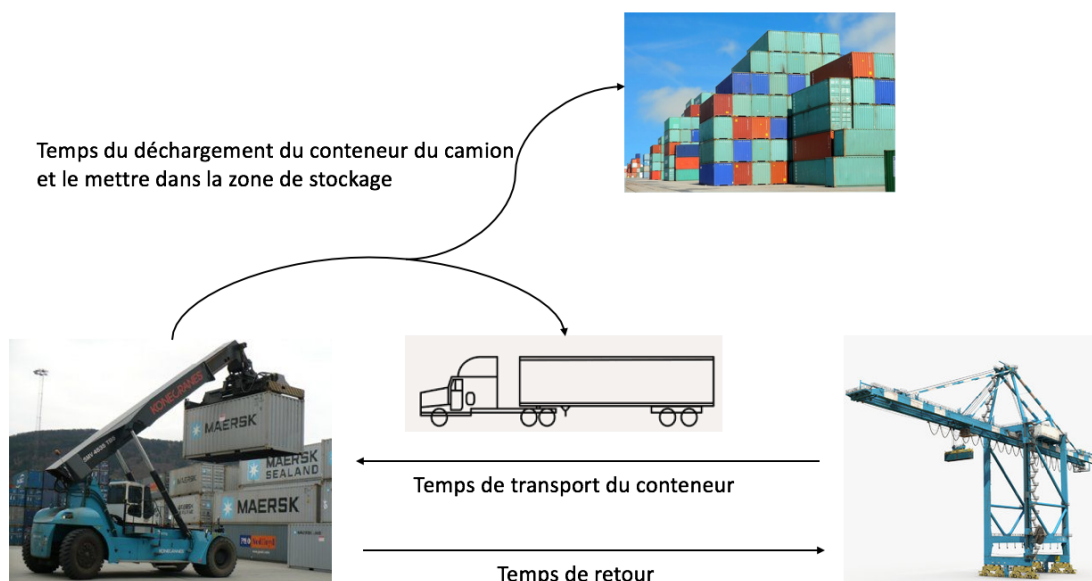 Temps du déchargement du conteneur du camion
et le mettre dans la zone de stockage
KONECRANES
MAERSK
MAERSK
SEALAND
MAERSK
KONECRANES
Temps de transport du conteneur
Temps de retour